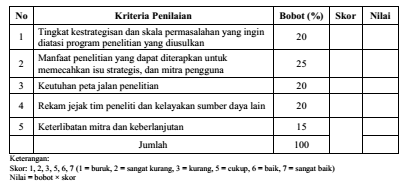 No Kriteria Penilaian Bobot (%) Skor Nilai
1 Tingkat kestrategisan dan skala permasalahan yang ingin 20
diatasi program penelitian yang diusulkan
2 Manfaat penelitian yang dapat diterapkan untuk 25
memecahkan isu strategis, dan mitra pengguna
3 Keutuhan peta jalan penelitian 20
4 Rekam jejak tim peneliti dan kelayakan sumber daya lain 20
5 Keterlibatan mitra dan keberlanjutan 15
Jumlah 100
Keterangan:
Skor: 1, 2, 3, 5, 6, 7 (1 = buruk, 2 = sangat kurang, 3 = kurang, 5 = cukup, 6 = baik, 7 = sangat baik)
Nilai = bobot × skor